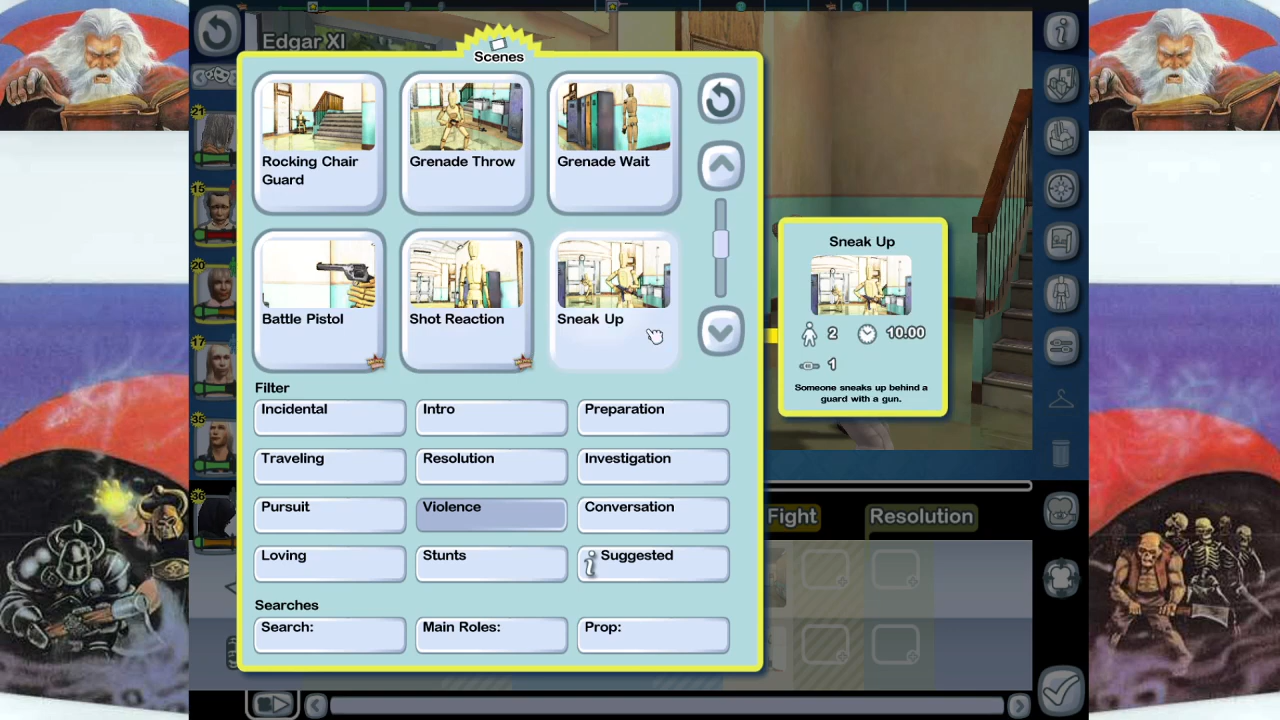 Edgar XI
Scenes
Rocking Chair
Guard
Grenade Throw
Grenade Wait
Battle Pistol
Shot Reaction
Sneak Up
Filter
Incidental
Intro
Preparation
Traveling
Resolution
Investigation
Pursuit
Violence
Conversation
Loving
Stunts
Suggested
Searches
Search:
Main Roles:
Prop:
Sneak Up
2
10.00
1
Someone sneaks up behind a
guard with a gun.
21
15
20
17
35
36
Fight
Resolution